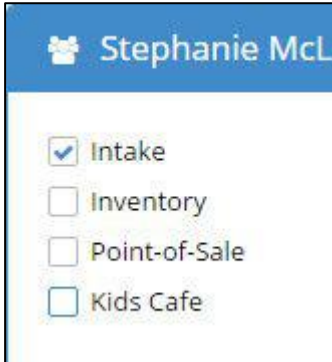 Stephanie McL
Intake
Inventory
Point-of-Sale
Kids Cafe